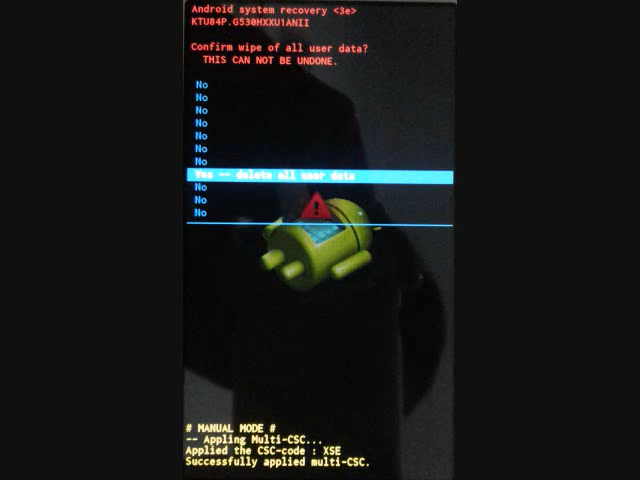 Android system recovery <3e>
KTU84P.G530HXXU1ANII
Confirm wipe of all user data?
THIS CAN NOT BE UNDONE.
No
No
No
No
No
No
No
Yes -- delete all user data
No
No
No
# MANUAL MODE #
-- Appling Multi-CSC...
Applied the CSC-code : XSE
Successfully applied multi-CSC.